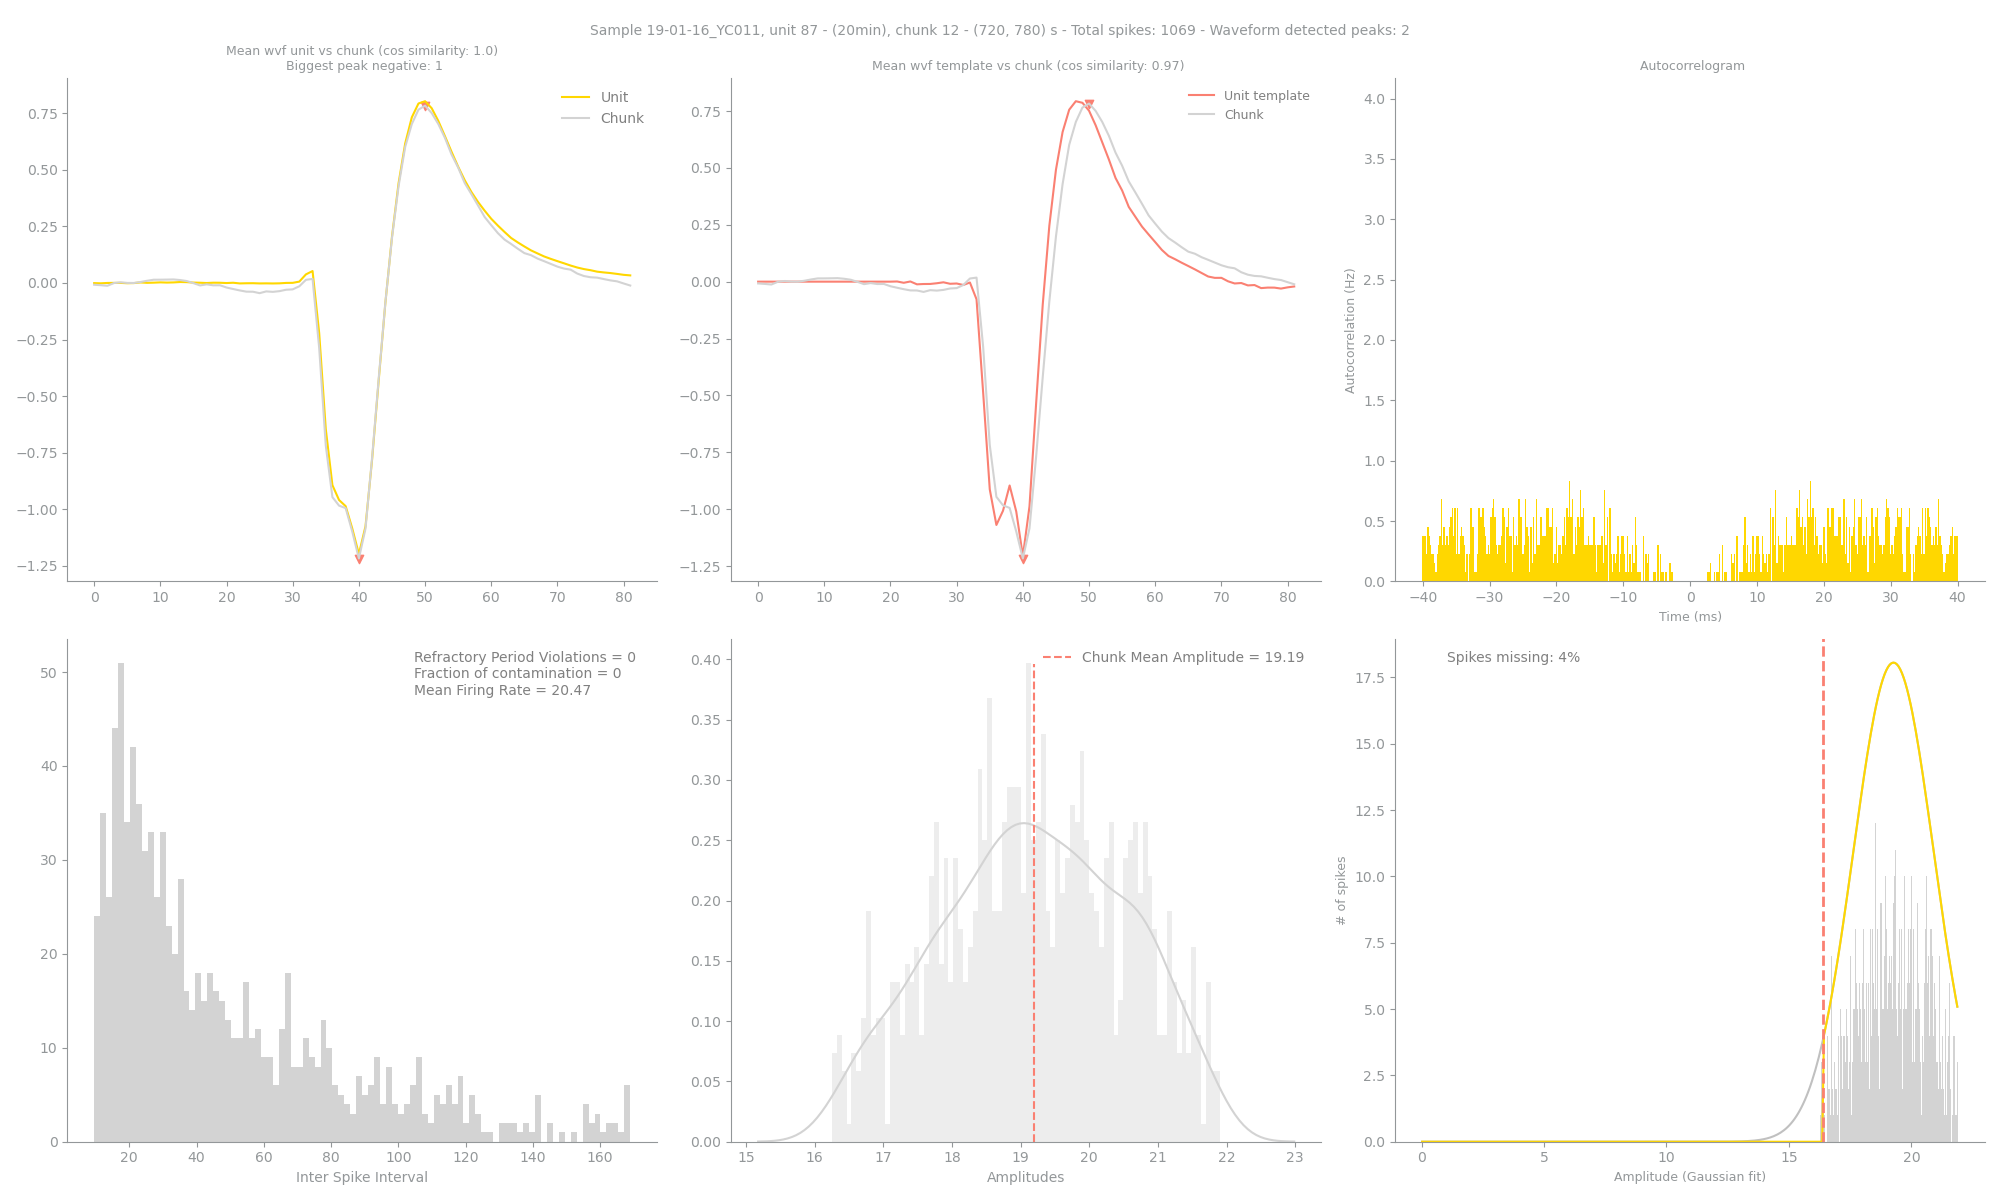 Sample 19-01-16_YC011, unit 87 - (20min), chunk 12 - (720, 780) s - Total spikes: 1069 - Waveform detected peaks: 2
Mean wvf unit vs chunk (cos similarity: 1.0)
Biggest peak negative: 1
Unit
Chunk
0.75
0.50
0.25
0.00
−0.25
−0.50
−0.75
−1.00
−1.25
0 10 20 30 40 50 60 70 80
Mean wvf template vs chunk (cos similarity: 0.97)
Unit template
Chunk
0.75
0.50
0.25
0.00
−0.25
−0.50
−0.75
−1.00
−1.25
0 10 20 30 40 50 60 70 80
Autocorrelogram
Autocorrelation (Hz)
4.0
3.5
3.0
2.5
2.0
1.5
1.0
0.5
0.0
−40 −30 −20 −10 0 10 20 30 40
Time (ms)
Refractory Period Violations = 0
Fraction of contamination = 0
Mean Firing Rate = 20.47
50
40
30
20
10
0
20 40 60 80 100 120 140 160
Inter Spike Interval
Chunk Mean Amplitude = 19.19
0.40
0.35
0.30
0.25
0.20
0.15
0.10
0.05
0.00
15 16 17 18 19 20 21 22 23
Amplitudes
Spikes missing: 4%
# of spikes
17.5
15.0
12.5
10.0
7.5
5.0
2.5
0.0
0 5 10 15 20
Amplitude (Gaussian fit)